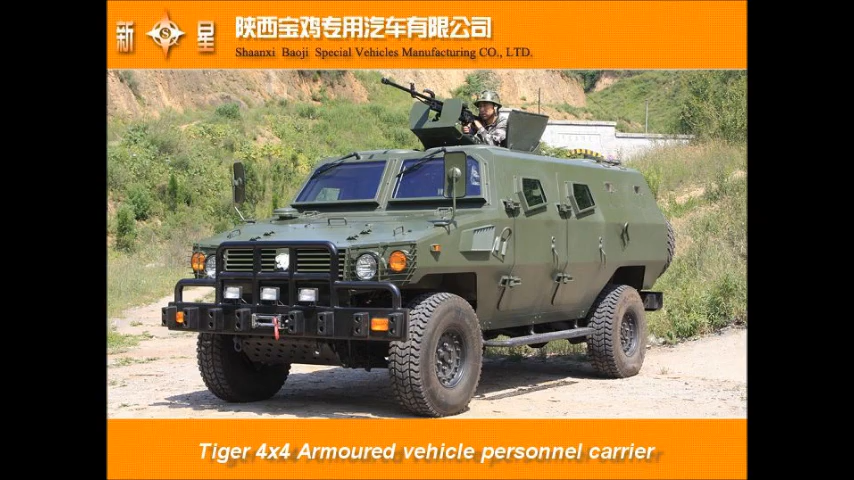 新 S 星
陕西宝鸡专用汽车有限公司
Shaanxi Baoji Special Vehicles Manufacturing CO., LTD.
Tiger 4x4 Armoured vehicle personnel carrier